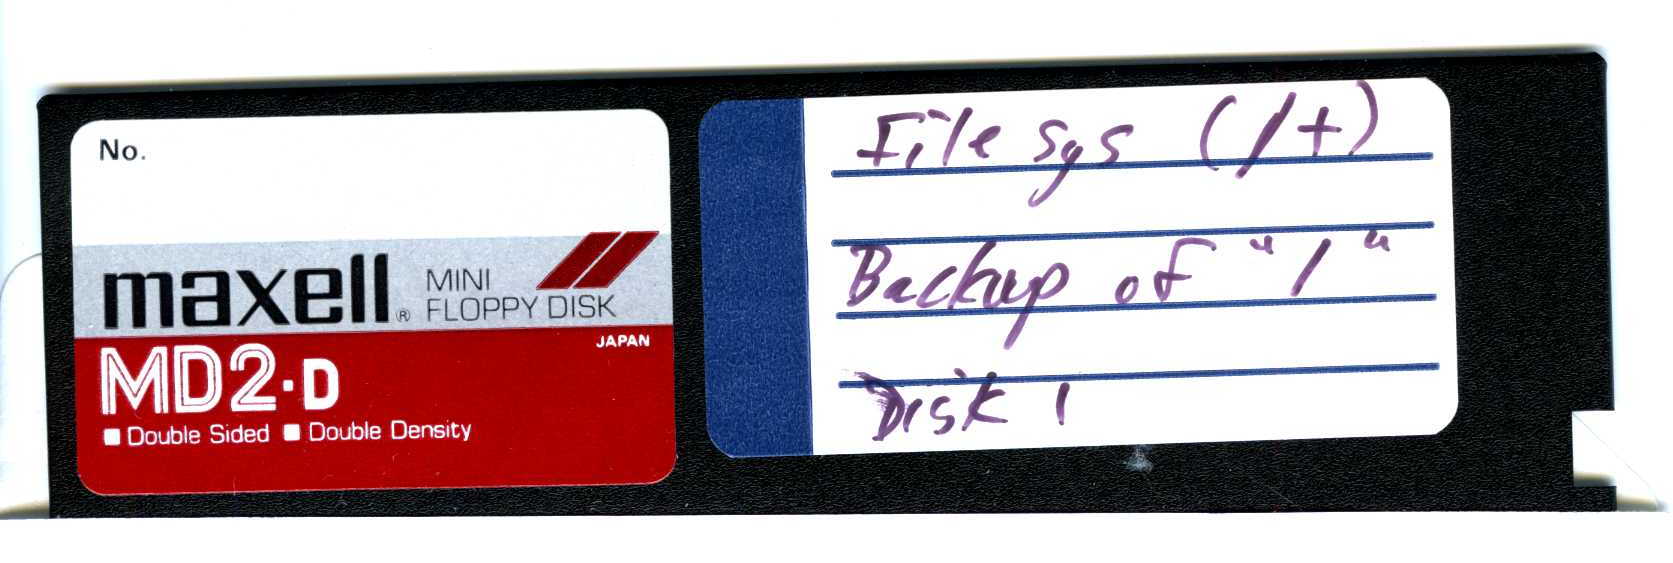 No.
maxell® MINI FLOPPY DISK
JAPAN
MD2-D
Double Sided Double Density
File sys (/+)
Backup of "/"
Disk 1